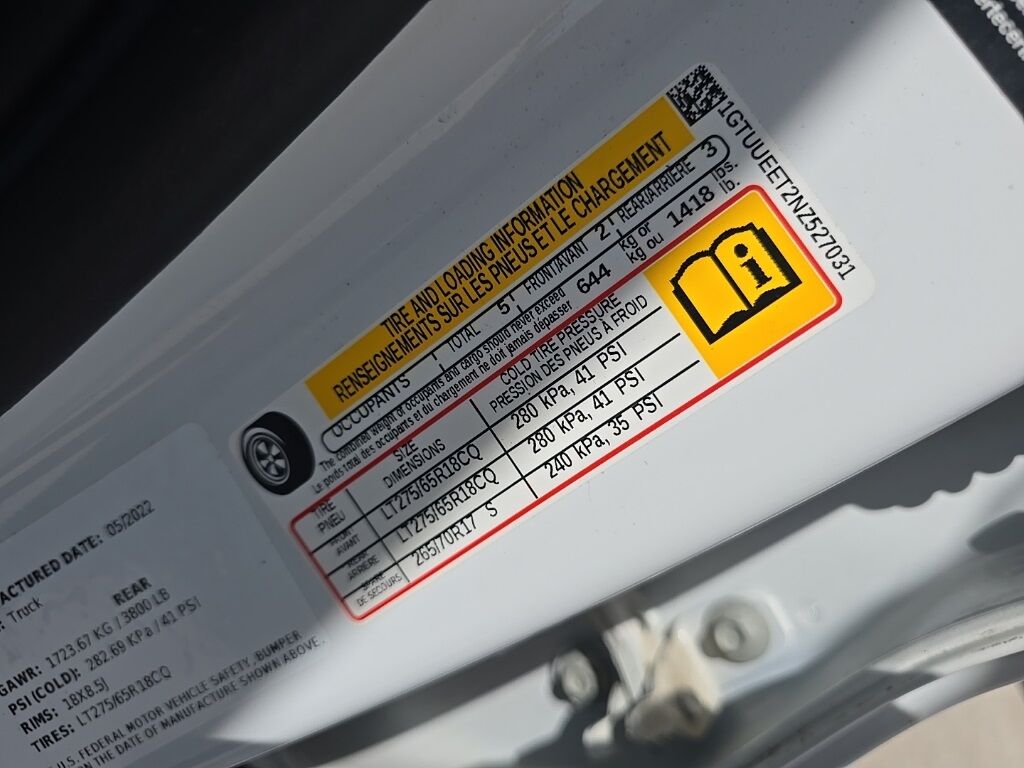 1GTUUEET2NZ527031
TIRE AND LOADING INFORMATION
RENSEIGNEMENTS SUR LES PNEUS ET LE CHARGEMENT
OCCUPANTS TOTAL 5 FRONT/AVANT 2 REAR/ARRIÈRE 3
The combined weight of occupants and cargo should never exceed 644 kg or 1418 lbs.
Le poids total des occupants et du chargement ne doit jamais dépasser kg ou lb.
TIRE SIZE COLD TIRE PRESSURE
PNEU DIMENSIONS PRESSION DES PNEUS À FROID
AVANT LT275/65R18CQ 280 kPa, 41 PSI
ARRIÈRE LT275/65R18CQ 280 kPa, 41 PSI
DE SECOURS 265/70R17 S 240 kPa, 35 PSI
ACTURED DATE: 05/2022
: Truck
REAR
GAWR: 1723.67 KG / 3800 LB
PSI (COLD): 282.69 KPa / 41 PSI
RIMS: 18X8.5J
TIRES: LT275/65R18CQ
U.S. FEDERAL MOTOR VEHICLE SAFETY, BUMPER
ON THE DATE OF MANUFACTURE SHOWN ABOVE.